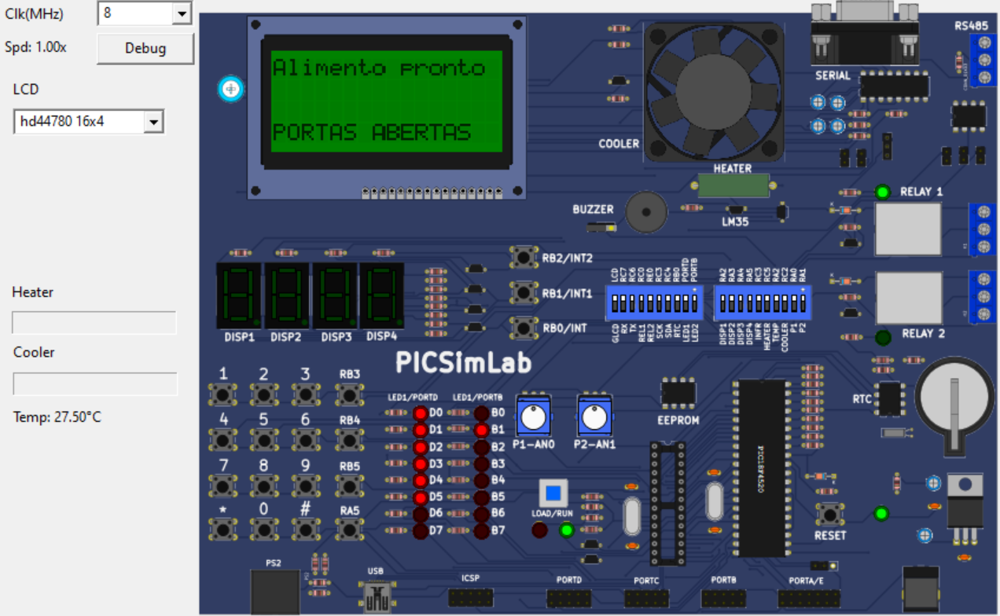 Clk(MHz)
8
Spd: 1.00x
Debug
LCD
hd44780 16x4
Heater
Cooler
Temp: 27.50°C
Alimento pronto
PORTAS ABERTAS
COOLER
SERIAL
RS485
HEATER
BUZZER
LM35
RELAY 1
RELAY 2
DISP1 DISP2 DISP3 DISP4
RB2/INT2
RB1/INT1
RB0/INT
LCD RC7 RC6 RC0 RE0 RC3 RC4 RB0 PORTD PORTB
GLCD RX TX REL1 REL2 SCK SDA RTC LED1 LED2
RA2 RA3 RA4 RA5 RC3 RC5 RA2 RC2 RA0 RA1
DISP1 DISP2 DISP3 DISP4 INFR HEATER TEMP COOLER P1 P2
PICSimLab
1 2 3 RB3
4 5 6 RB4
7 8 9 RB5
* 0 # RA5
LED1/PORTD LED1/PORTB
D0 B0
D1 B1
D2 B2
D3 B3
D4 B4
D5 B5
D6 B6
D7 B7
P1-AN0 P2-AN1
EEPROM
RTC
PIC18F4520
LOAD/RUN
RESET
PS2
USB
ICSP
PORTD
PORTC
PORTB
PORTA/E